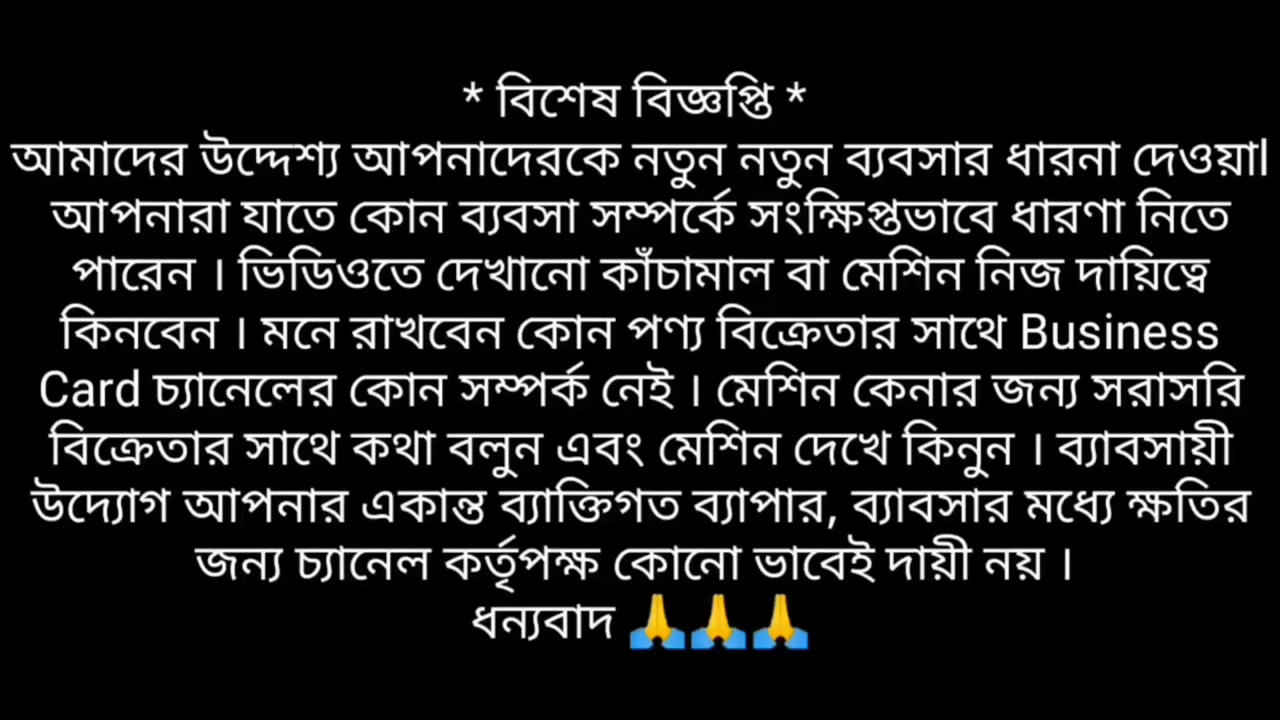 * বিশেষ বিজ্ঞপ্তি *
আমাদের উদ্দেশ্য আপনাদেরকে নতুন নতুন ব্যবসার ধারনা দেওয়া৷
আপনারা যাতে কোন ব্যবসা সম্পর্কে সংক্ষিপ্তভাবে ধারণা নিতে
পারেন । ভিডিওতে দেখানো কাঁচামাল বা মেশিন নিজ দায়িত্বে
কিনবেন । মনে রাখবেন কোন পণ্য বিক্রেতার সাথে Business
Card চ্যানেলের কোন সম্পর্ক নেই । মেশিন কেনার জন্য সরাসরি
বিক্রেতার সাথে কথা বলুন এবং মেশিন দেখে কিনুন । ব্যাবসায়ী
উদ্যোগ আপনার একান্ত ব্যাক্তিগত ব্যাপার, ব্যাবসার মধ্যে ক্ষতির
জন্য চ্যানেল কর্তৃপক্ষ কোনো ভাবেই দায়ী নয় ।
ধন্যবাদ 🙏🙏🙏